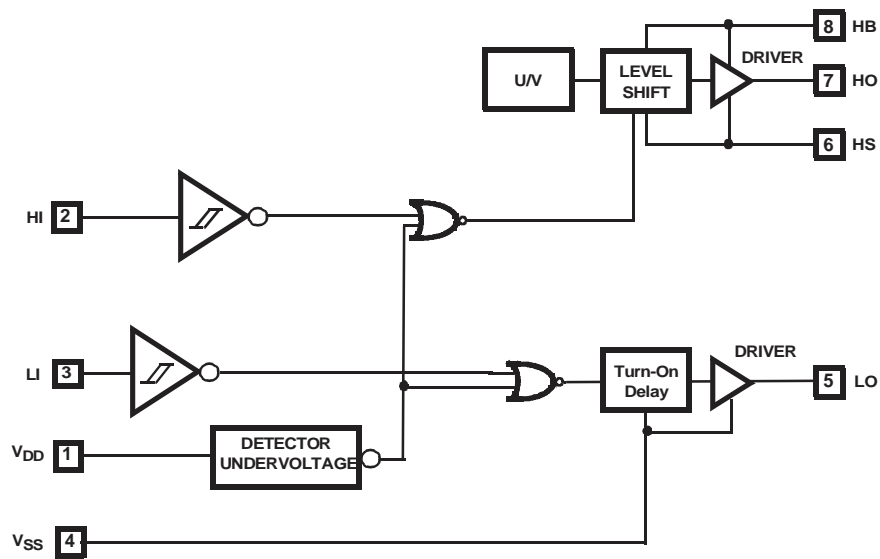 8 HB
DRIVER
U/V
LEVEL
SHIFT
7 HO
6 HS
HI 2
LI 3
Turn-On
Delay
DRIVER
5 LO
VDD 1
DETECTOR
UNDERVOLTAGE
VSS 4